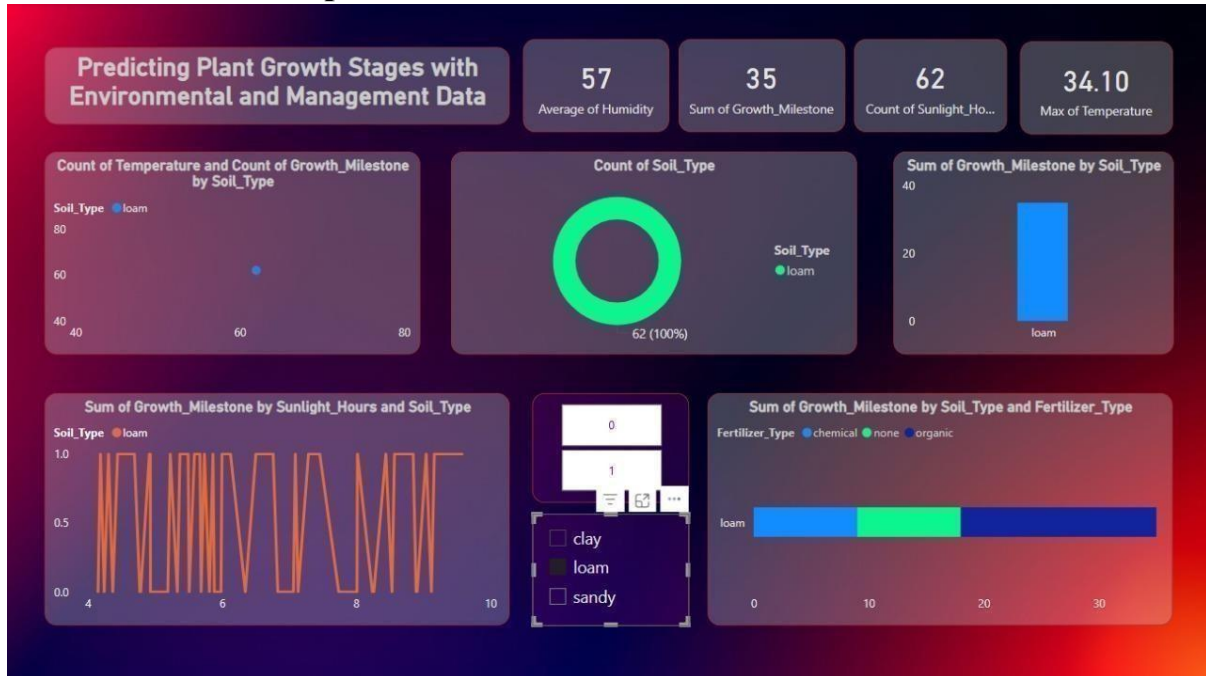 Predicting Plant Growth Stages with
Environmental and Management Data
57
Average of Humidity
35
Sum of Growth_Milestone
62
Count of Sunlight_Ho...
34.10
Max of Temperature
Count of Temperature and Count of Growth_Milestone
by Soil_Type
Soil_Type loam
80
60
40
40 60 80
Count of Soil_Type
Soil_Type
loam
62 (100%)
Sum of Growth_Milestone by Soil_Type
40
20
0
loam
Sum of Growth_Milestone by Sunlight_Hours and Soil_Type
Soil_Type loam
1.0
0.5
0.0
4 6 8 10
0
1
clay
loam
sandy
Sum of Growth_Milestone by Soil_Type and Fertilizer_Type
Fertilizer_Type chemical none organic
loam
0 10 20 30